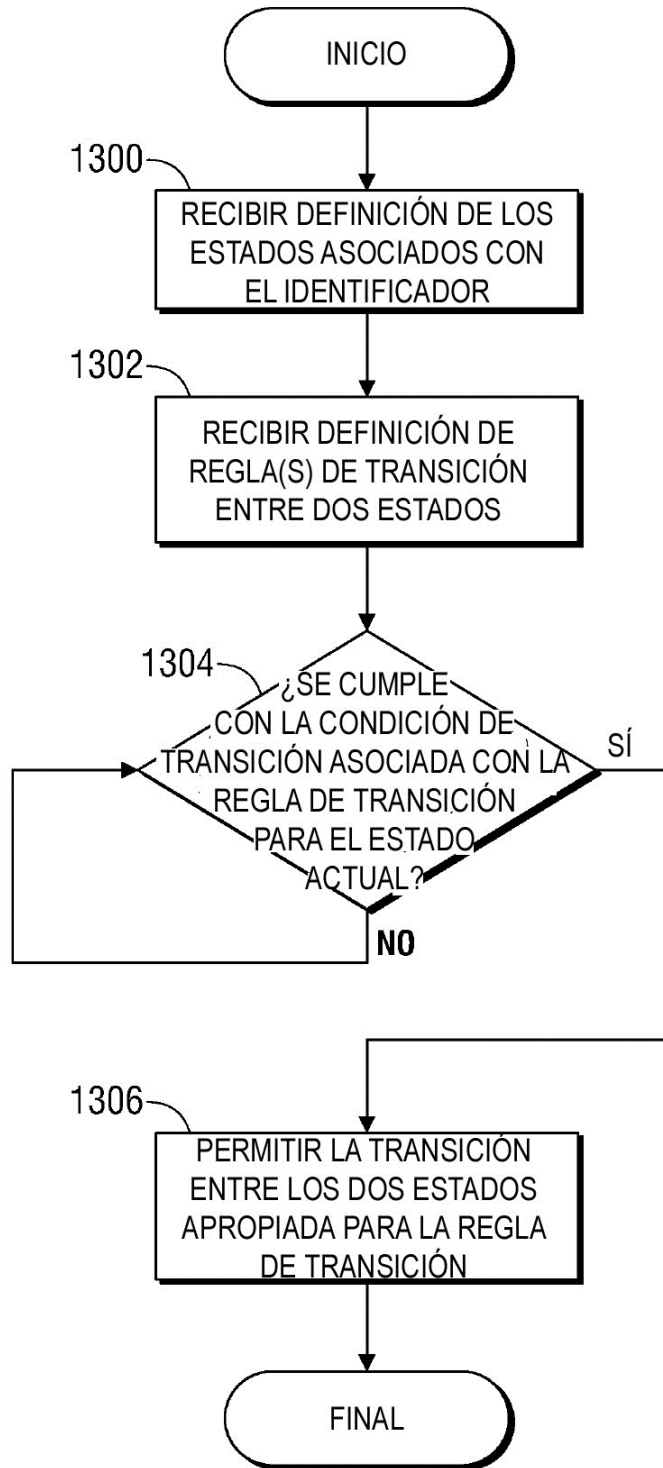 INICIO
1300
RECIBIR DEFINICIÓN DE LOS
ESTADOS ASOCIADOS CON
EL IDENTIFICADOR
1302
RECIBIR DEFINICIÓN DE
REGLA(S) DE TRANSICIÓN
ENTRE DOS ESTADOS
1304
¿SE CUMPLE
CON LA CONDICIÓN DE
TRANSICIÓN ASOCIADA CON LA
REGLA DE TRANSICIÓN
PARA EL ESTADO
ACTUAL?
SÍ
NO
1306
PERMITIR LA TRANSICIÓN
ENTRE LOS DOS ESTADOS
APROPIADA PARA LA REGLA
DE TRANSICIÓN
FINAL